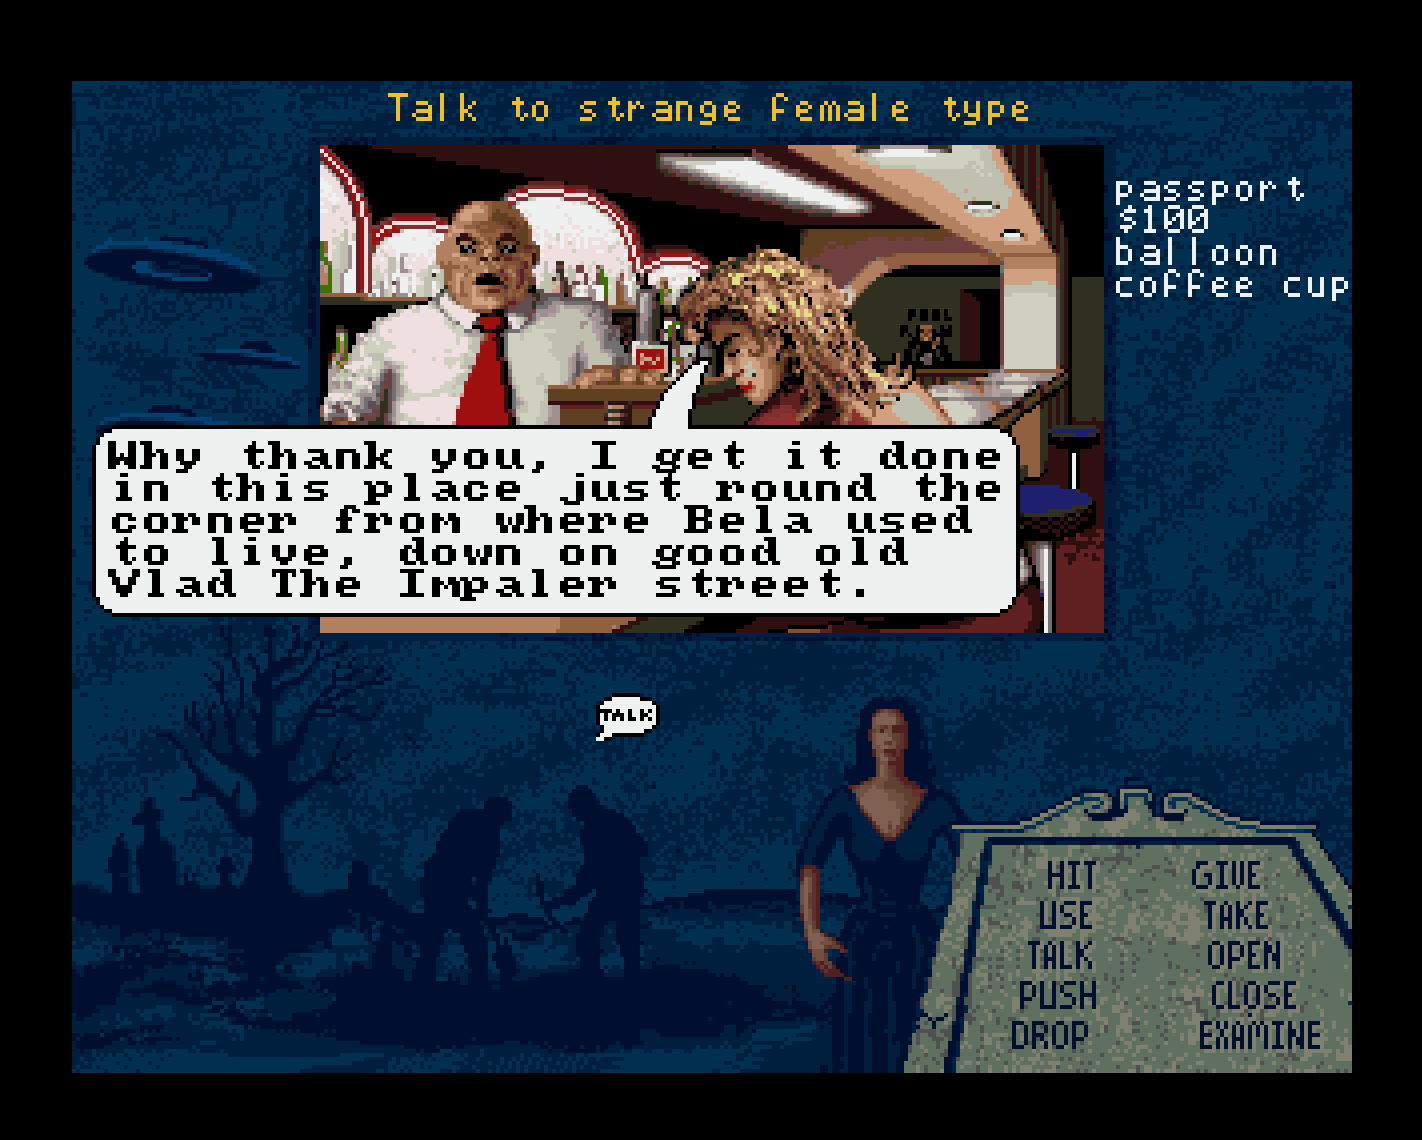 Talk to strange female type
passport
$100
balloon
coffee cup
Why thank you, I get it done
in this place just round the
corner from where Bela used
to live, down on good old
Vlad The Impaler street.
TALK
HIT GIVE
USE TAKE
TALK OPEN
PUSH CLOSE
DROP EXAMINE